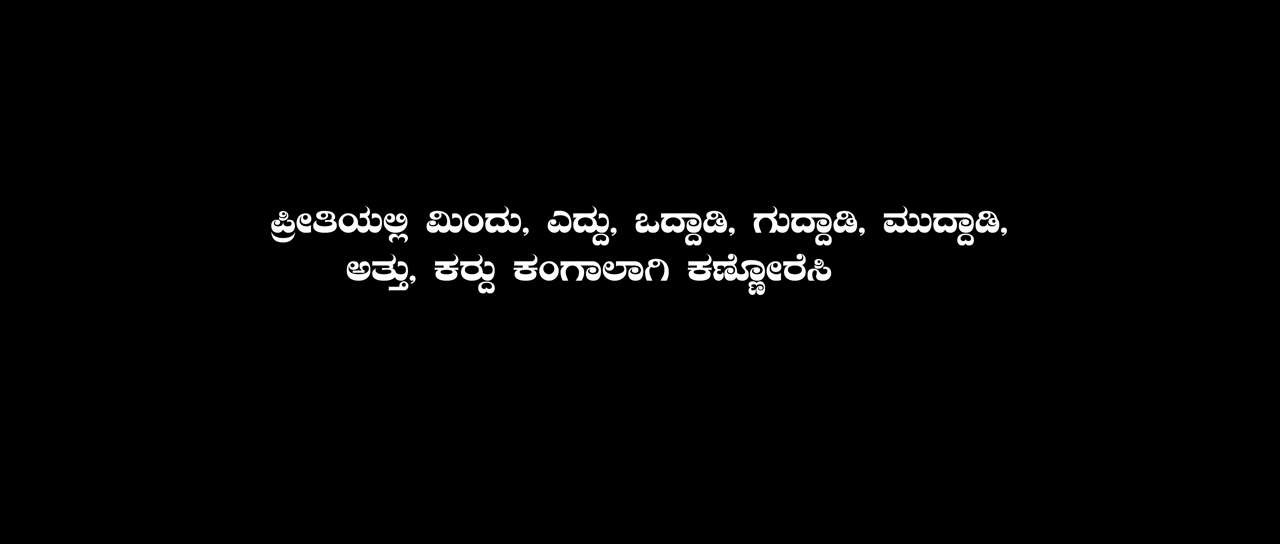 ಪ್ರೀತಿಯಲ್ಲಿ ಮಿಂದು, ಎದ್ದು, ಒದ್ದಾಡಿ, ಗುದ್ದಾಡಿ, ಮುದ್ದಾಡಿ,
ಅತ್ತು, ಕರ್‍ದು ಕಂಗಾಲಾಗಿ ಕಣ್ಣೋರೆಸಿ